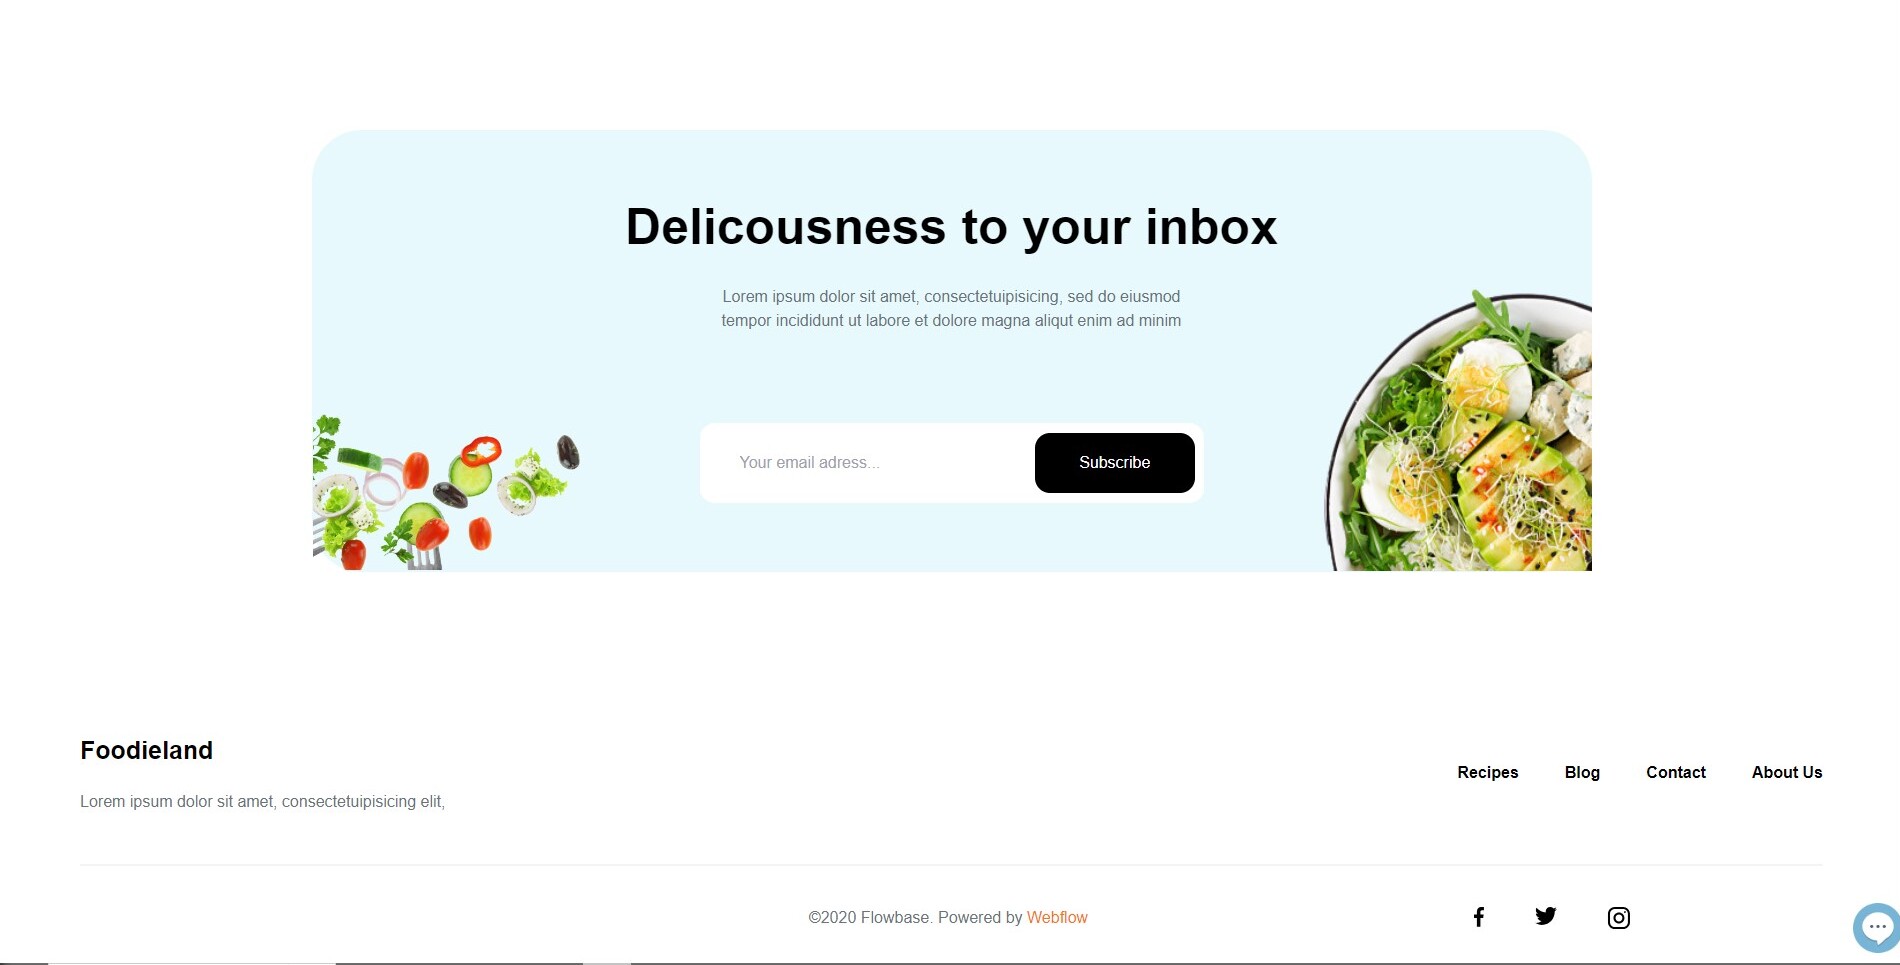 Delicousness to your inbox
Lorem ipsum dolor sit amet, consectetuipisicing, sed do eiusmod
tempor incididunt ut labore et dolore magna aliqut enim ad minim
Your email adress...
Subscribe
Foodieland
Lorem ipsum dolor sit amet, consectetuipisicing elit,
Recipes
Blog
Contact
About Us
©2020 Flowbase. Powered by Webflow